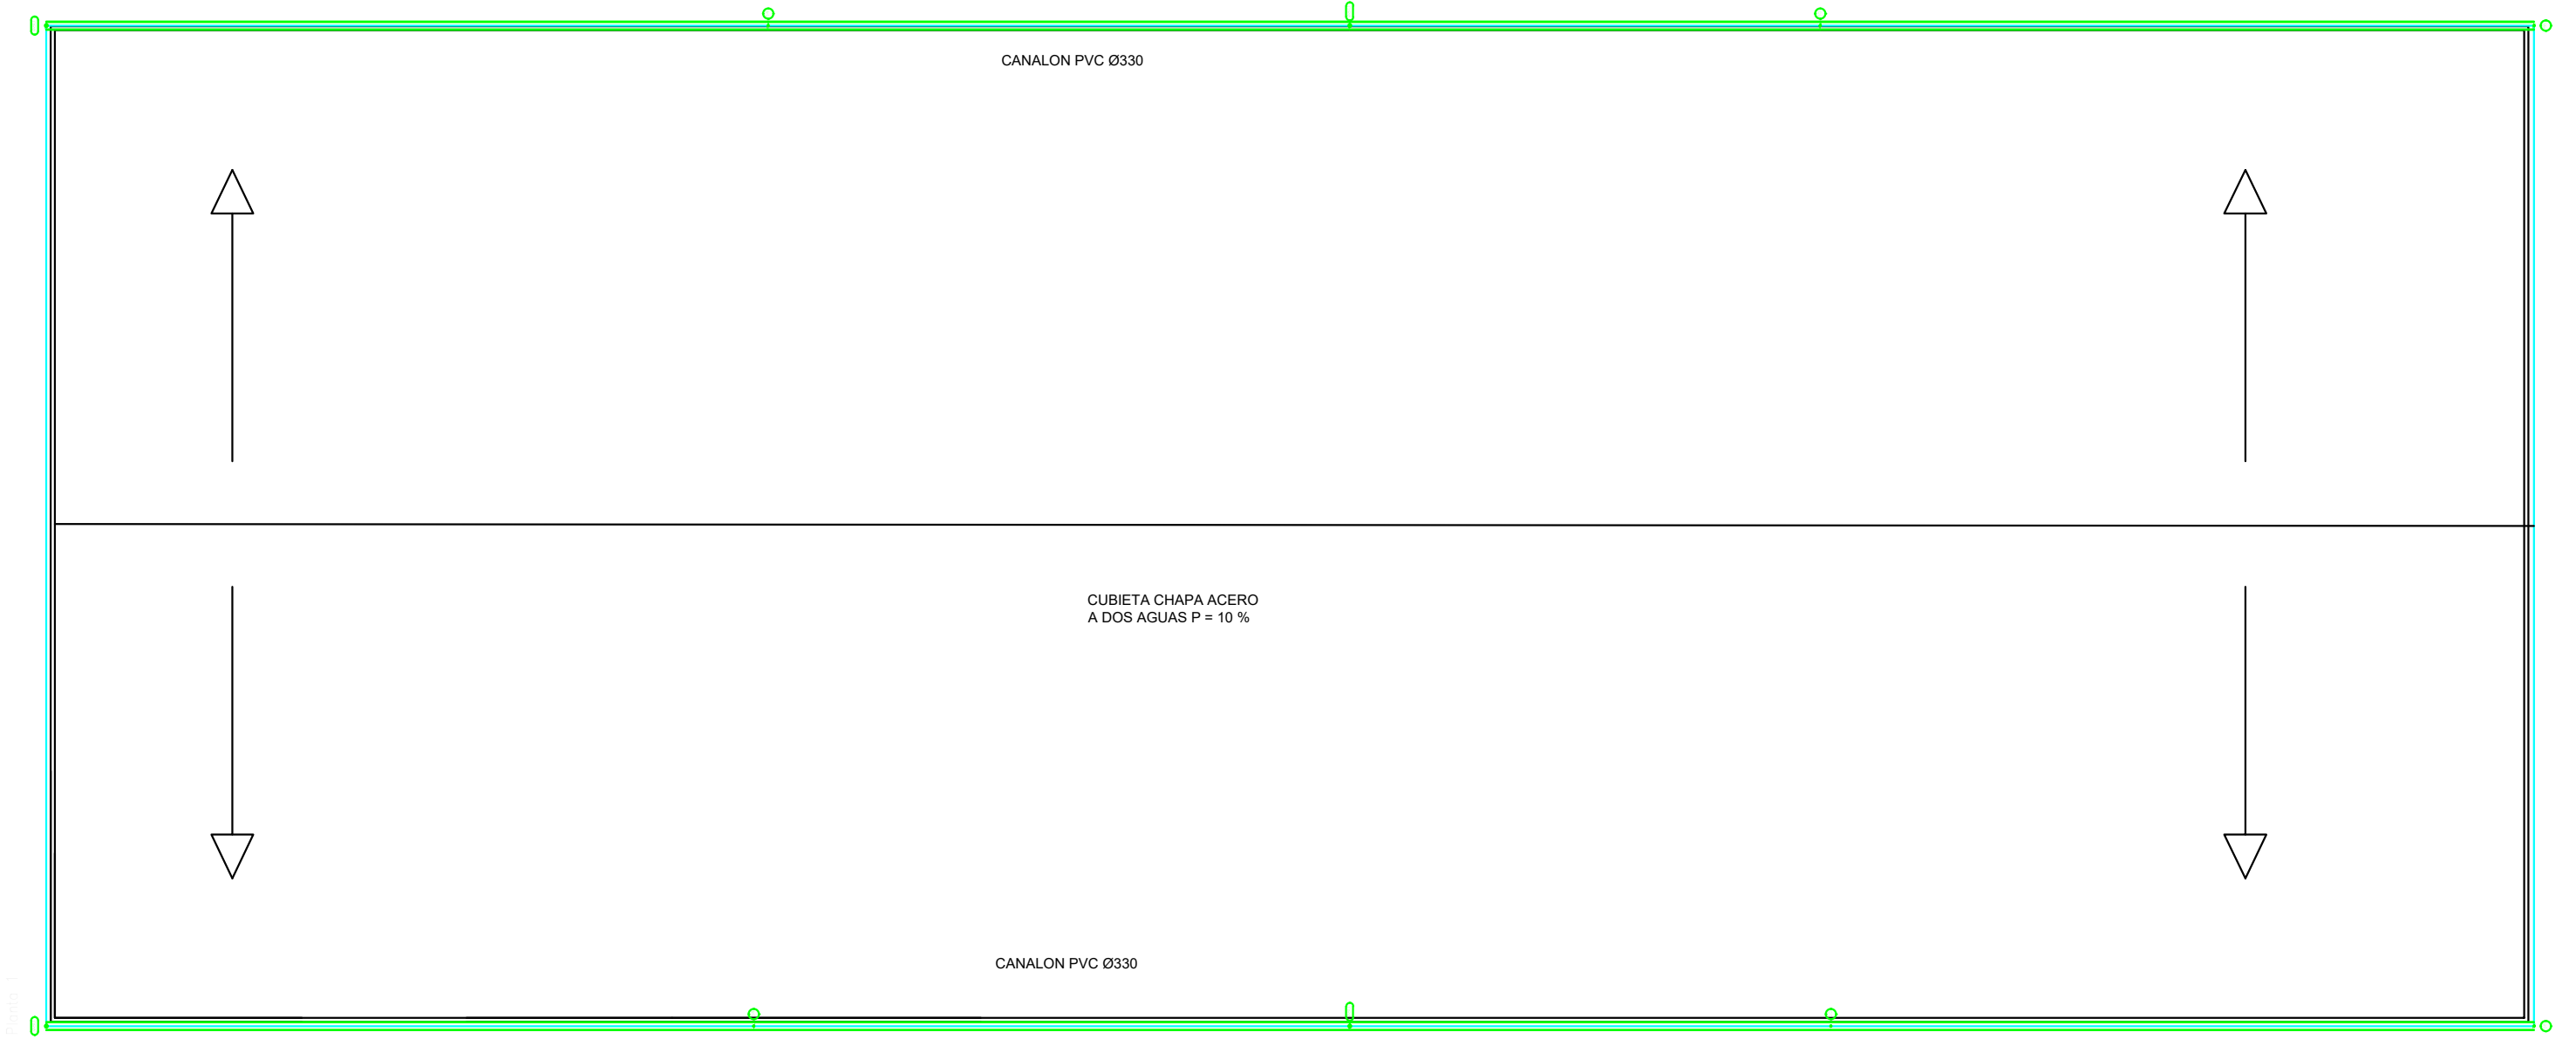 CANALON PVC Ø330
CUBIETA CHAPA ACERO
A DOS AGUAS P = 10 %
CANALON PVC Ø330